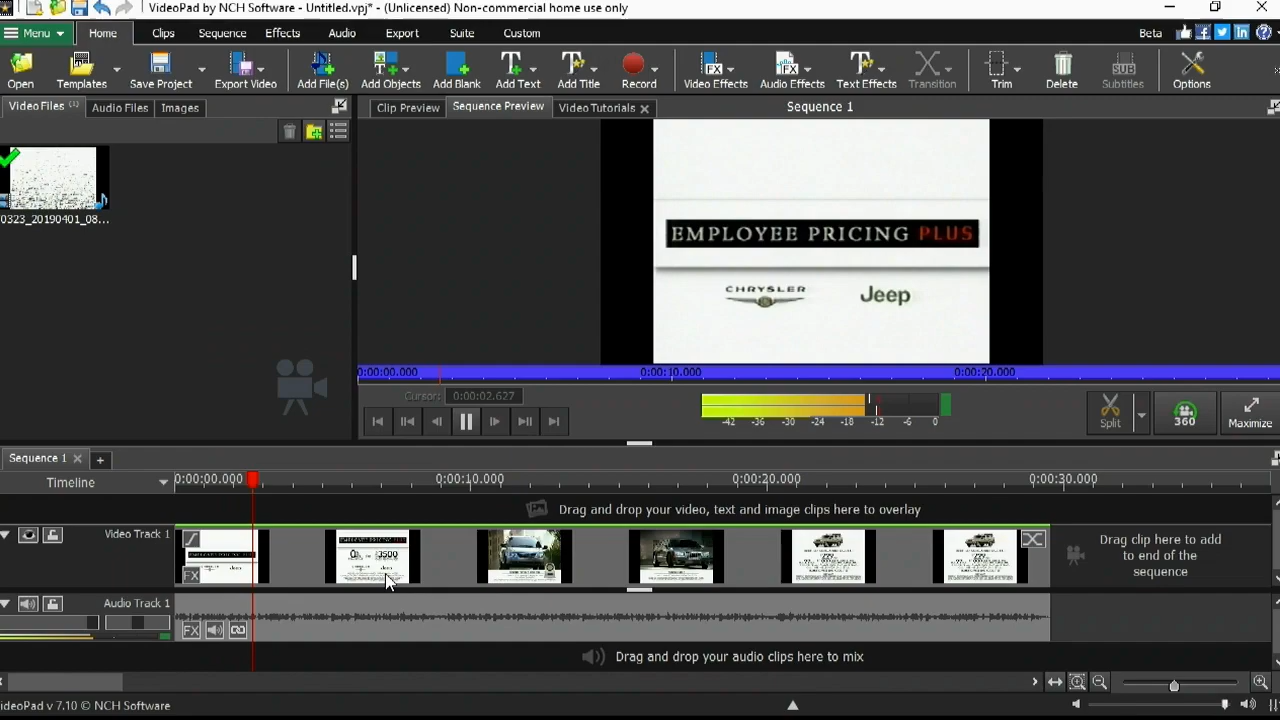 VideoPad by NCH Software - Untitled.vpj* - (Unlicensed) Non-commercial home use only
Menu Home Clips Sequence Effects Audio Export Suite Custom Beta
Open Templates Save Project Export Video Add File(s) Add Objects Add Blank Add Text Add Title Record Video Effects Audio Effects Text Effects Transition Trim Delete Subtitles Options
Video Files (1) Audio Files Images
Clip Preview Sequence Preview Video Tutorials Sequence 1
0323_20190401_08...
EMPLOYEE PRICING PLUS
CHRYSLER Jeep
0:00:00.000 0:00:10.000 0:00:20.000
Cursor: 0:00:02.627
-42 -36 -30 -24 -18 -12 -6 0
Split 360 Maximize
Sequence 1
Timeline 0:00:00.000 0:00:10.000 0:00:20.000 0:00:30.000
Drag and drop your video, text and image clips here to overlay
Video Track 1
FX
Drag clip here to add
to end of the
sequence
Audio Track 1
FX
Drag and drop your audio clips here to mix
ideoPad v 7.10 © NCH Software